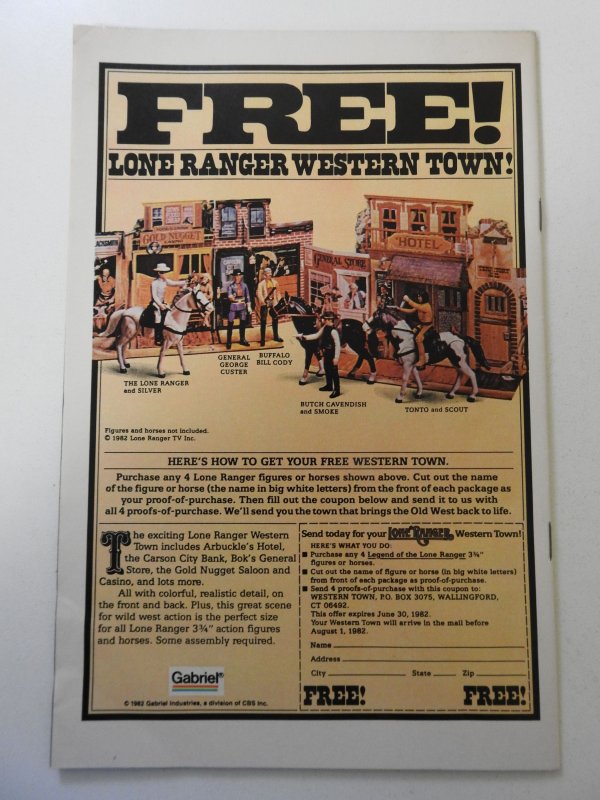 FREE!
LONE RANGER WESTERN TOWN!
GOLD NUGGET
HOTEL
GENERAL STORE
GENERAL
GEORGE
CUSTER
BUFFALO
BILL CODY
THE LONE RANGER
and SILVER
BUTCH CAVENDISH
and SMOKE
TONTO and SCOUT
Figures and horses not included.
© 1982 Lone Ranger TV Inc.
HERE'S HOW TO GET YOUR FREE WESTERN TOWN.
Purchase any 4 Lone Ranger figures or horses shown above. Cut out the name
of the figure or horse (the name in big white letters) from the front of each package as
your proof-of-purchase. Then fill out the coupon below and send it to us with
all 4 proofs-of-purchase. We'll send you the town that brings the Old West back to life.
The exciting Lone Ranger Western
Town includes Arbuckle's Hotel,
the Carson City Bank, Bok's General
Store, the Gold Nugget Saloon and
Casino, and lots more.
All with colorful, realistic detail, on
the front and back. Plus, this great scene
for wild west action is the perfect size
for all Lone Ranger 3¾" action figures
and horses. Some assembly required.
Gabriel®
© 1982 Gabriel Industries, a division of CBS Inc.
Send today for your LONE RANGER Western Town!
HERE'S WHAT YOU DO:
■ Purchase any 4 Legend of the Lone Ranger 3¾"
figures or horses.
■ Cut out the name of figure or horse (in big white letters)
from front of each package as proof-of-purchase.
■ Send 4 proofs-of-purchase with this coupon to:
WESTERN TOWN, P.O. BOX 3075, WALLINGFORD,
CT 06492.
This offer expires June 30, 1982.
Your Western Town will arrive in the mail before
August 1, 1982.
Name
Address
City State Zip
FREE! FREE!